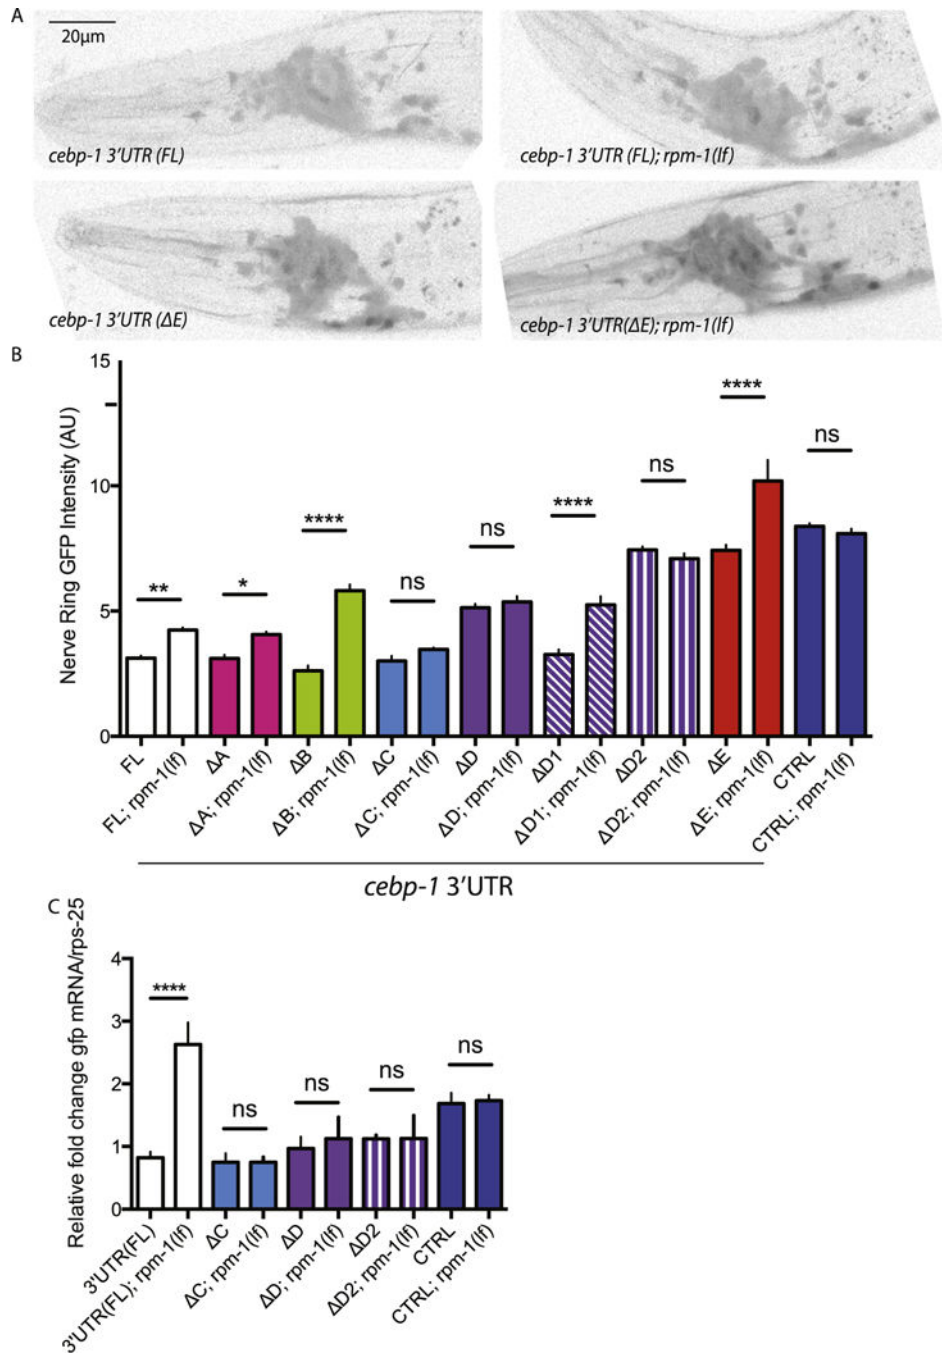 A
20µm
cebp-1 3’UTR (FL)
cebp-1 3’UTR (FL); rpm-1(lf)
cebp-1 3’UTR (ΔE)
cebp-1 3’UTR(ΔE); rpm-1(lf)
B
Nerve Ring GFP Intensity (AU)
15
10
5
0
**
*
****
ns
ns
****
ns
****
ns
FL
FL; rpm-1(lf)
ΔA
ΔA; rpm-1(lf)
ΔB
ΔB; rpm-1(lf)
ΔC
ΔC; rpm-1(lf)
ΔD
ΔD; rpm-1(lf)
ΔD1
ΔD1; rpm-1(lf)
ΔD2
ΔD2; rpm-1(lf)
ΔE
ΔE; rpm-1(lf)
CTRL
CTRL; rpm-1(lf)
cebp-1 3’UTR
C
Relative fold change gfp mRNA/rps-25
4
3
2
1
0
****
ns
ns
ns
ns
3'UTR(FL)
3'UTR(FL); rpm-1(lf)
ΔC
ΔC; rpm-1(lf)
ΔD
ΔD; rpm-1(lf)
ΔD2
ΔD2; rpm-1(lf)
CTRL
CTRL; rpm-1(lf)